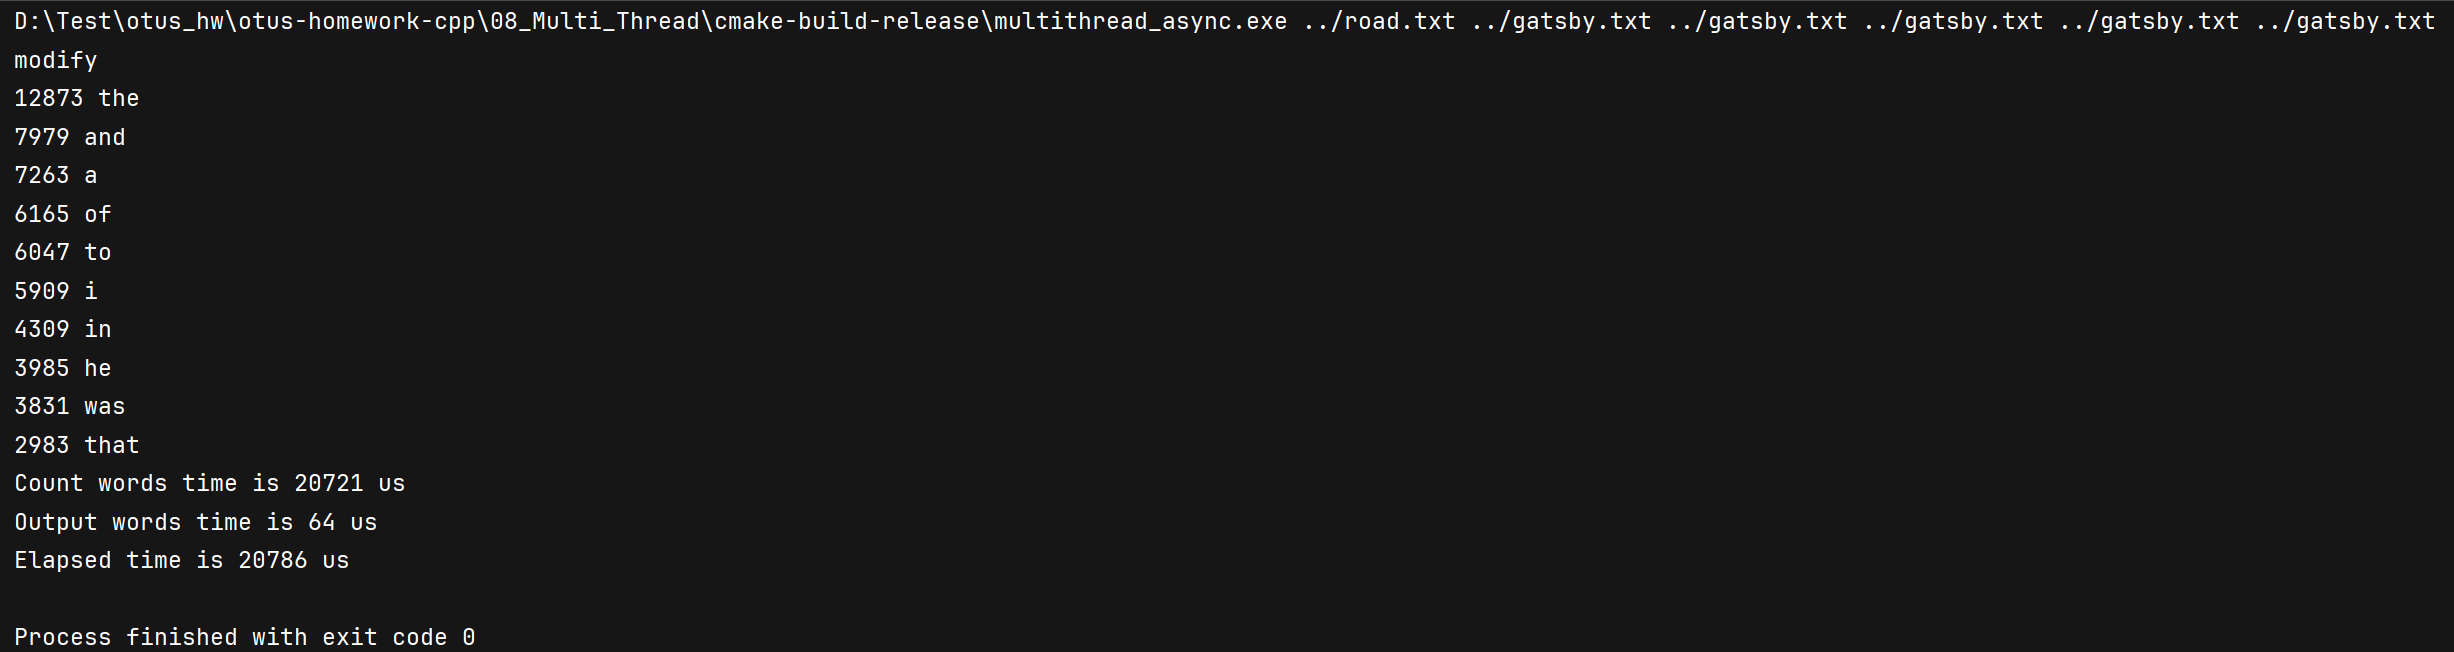 D:\Test\otus_hw\otus-homework-cpp\08_Multi_Thread\cmake-build-release\multithread_async.exe ../road.txt ../gatsby.txt ../gatsby.txt ../gatsby.txt ../gatsby.txt ../gatsby.txt
modify
12873 the
7979 and
7263 a
6165 of
6047 to
5909 i
4309 in
3985 he
3831 was
2983 that
Count words time is 20721 us
Output words time is 64 us
Elapsed time is 20786 us
Process finished with exit code 0